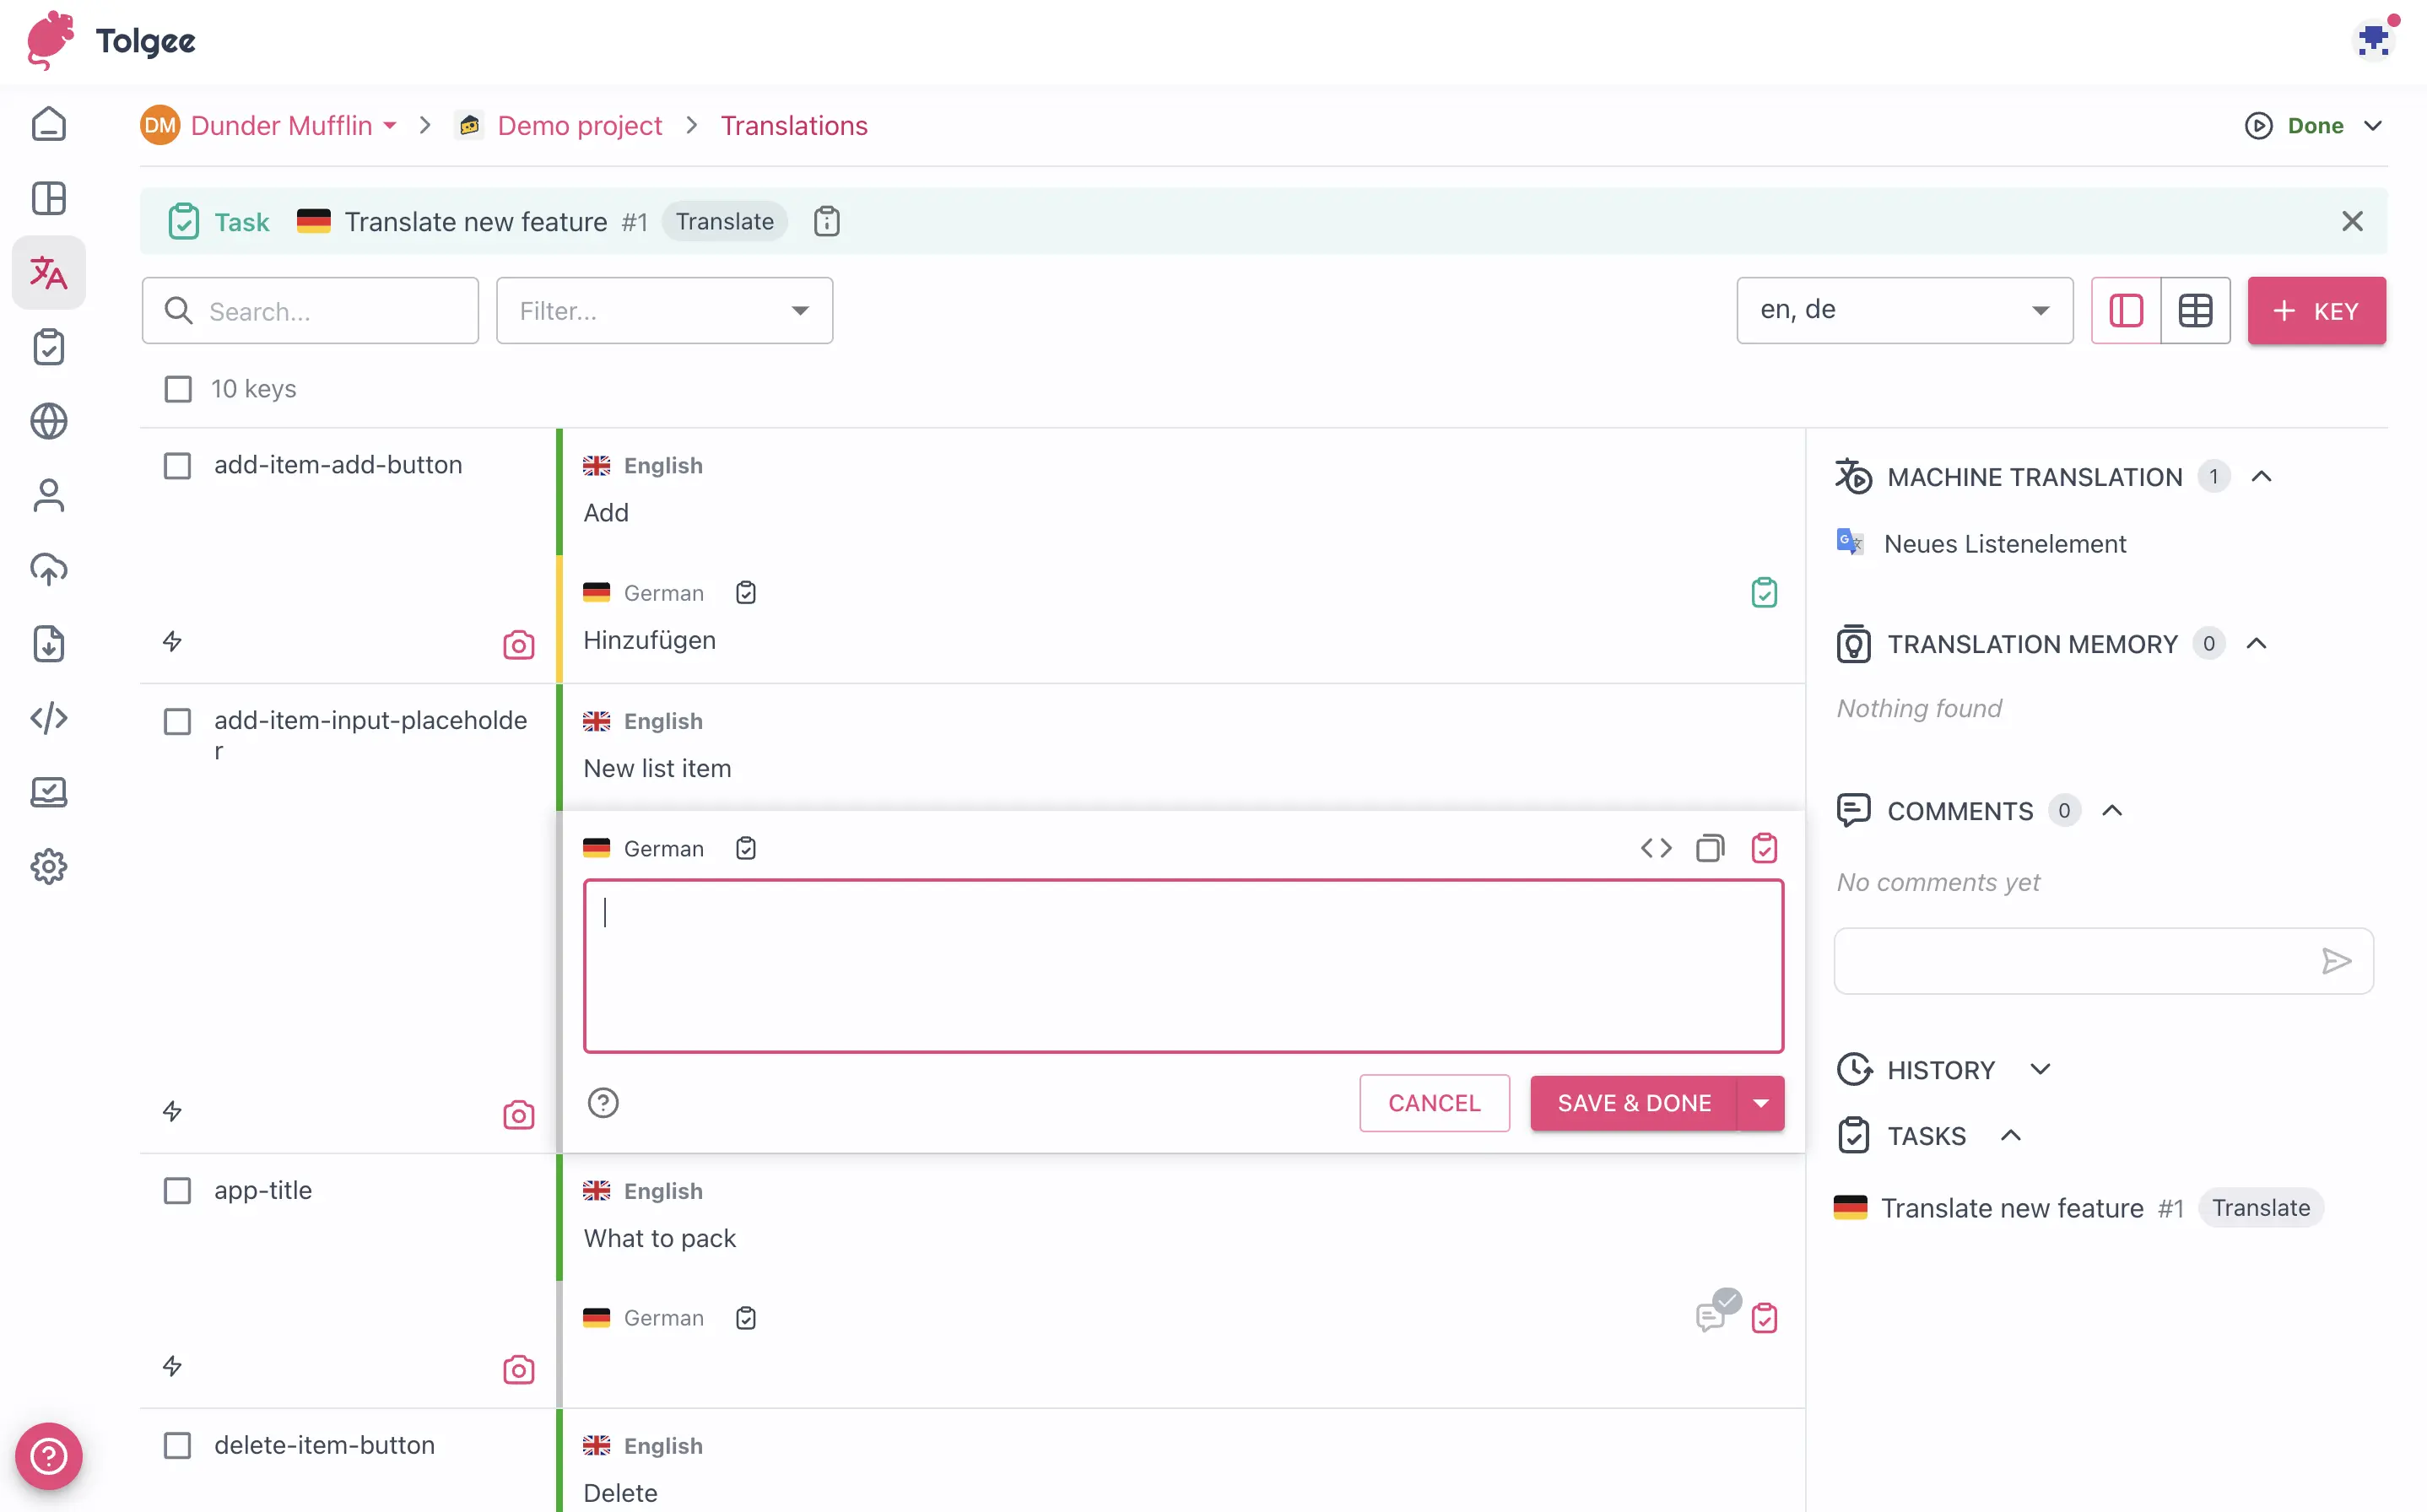 Tolgee
DM Dunder Mufflin > Demo project > Translations
Done
Task Translate new feature #1 Translate
Search...
Filter...
en, de
+ KEY
10 keys
add-item-add-button
English
Add
German
Hinzufügen
add-item-input-placeholde
r
English
New list item
German
CANCEL
SAVE & DONE
app-title
English
What to pack
German
delete-item-button
English
Delete
MACHINE TRANSLATION 1
Neues Listenelement
TRANSLATION MEMORY 0
Nothing found
COMMENTS 0
No comments yet
HISTORY
TASKS
Translate new feature #1 Translate